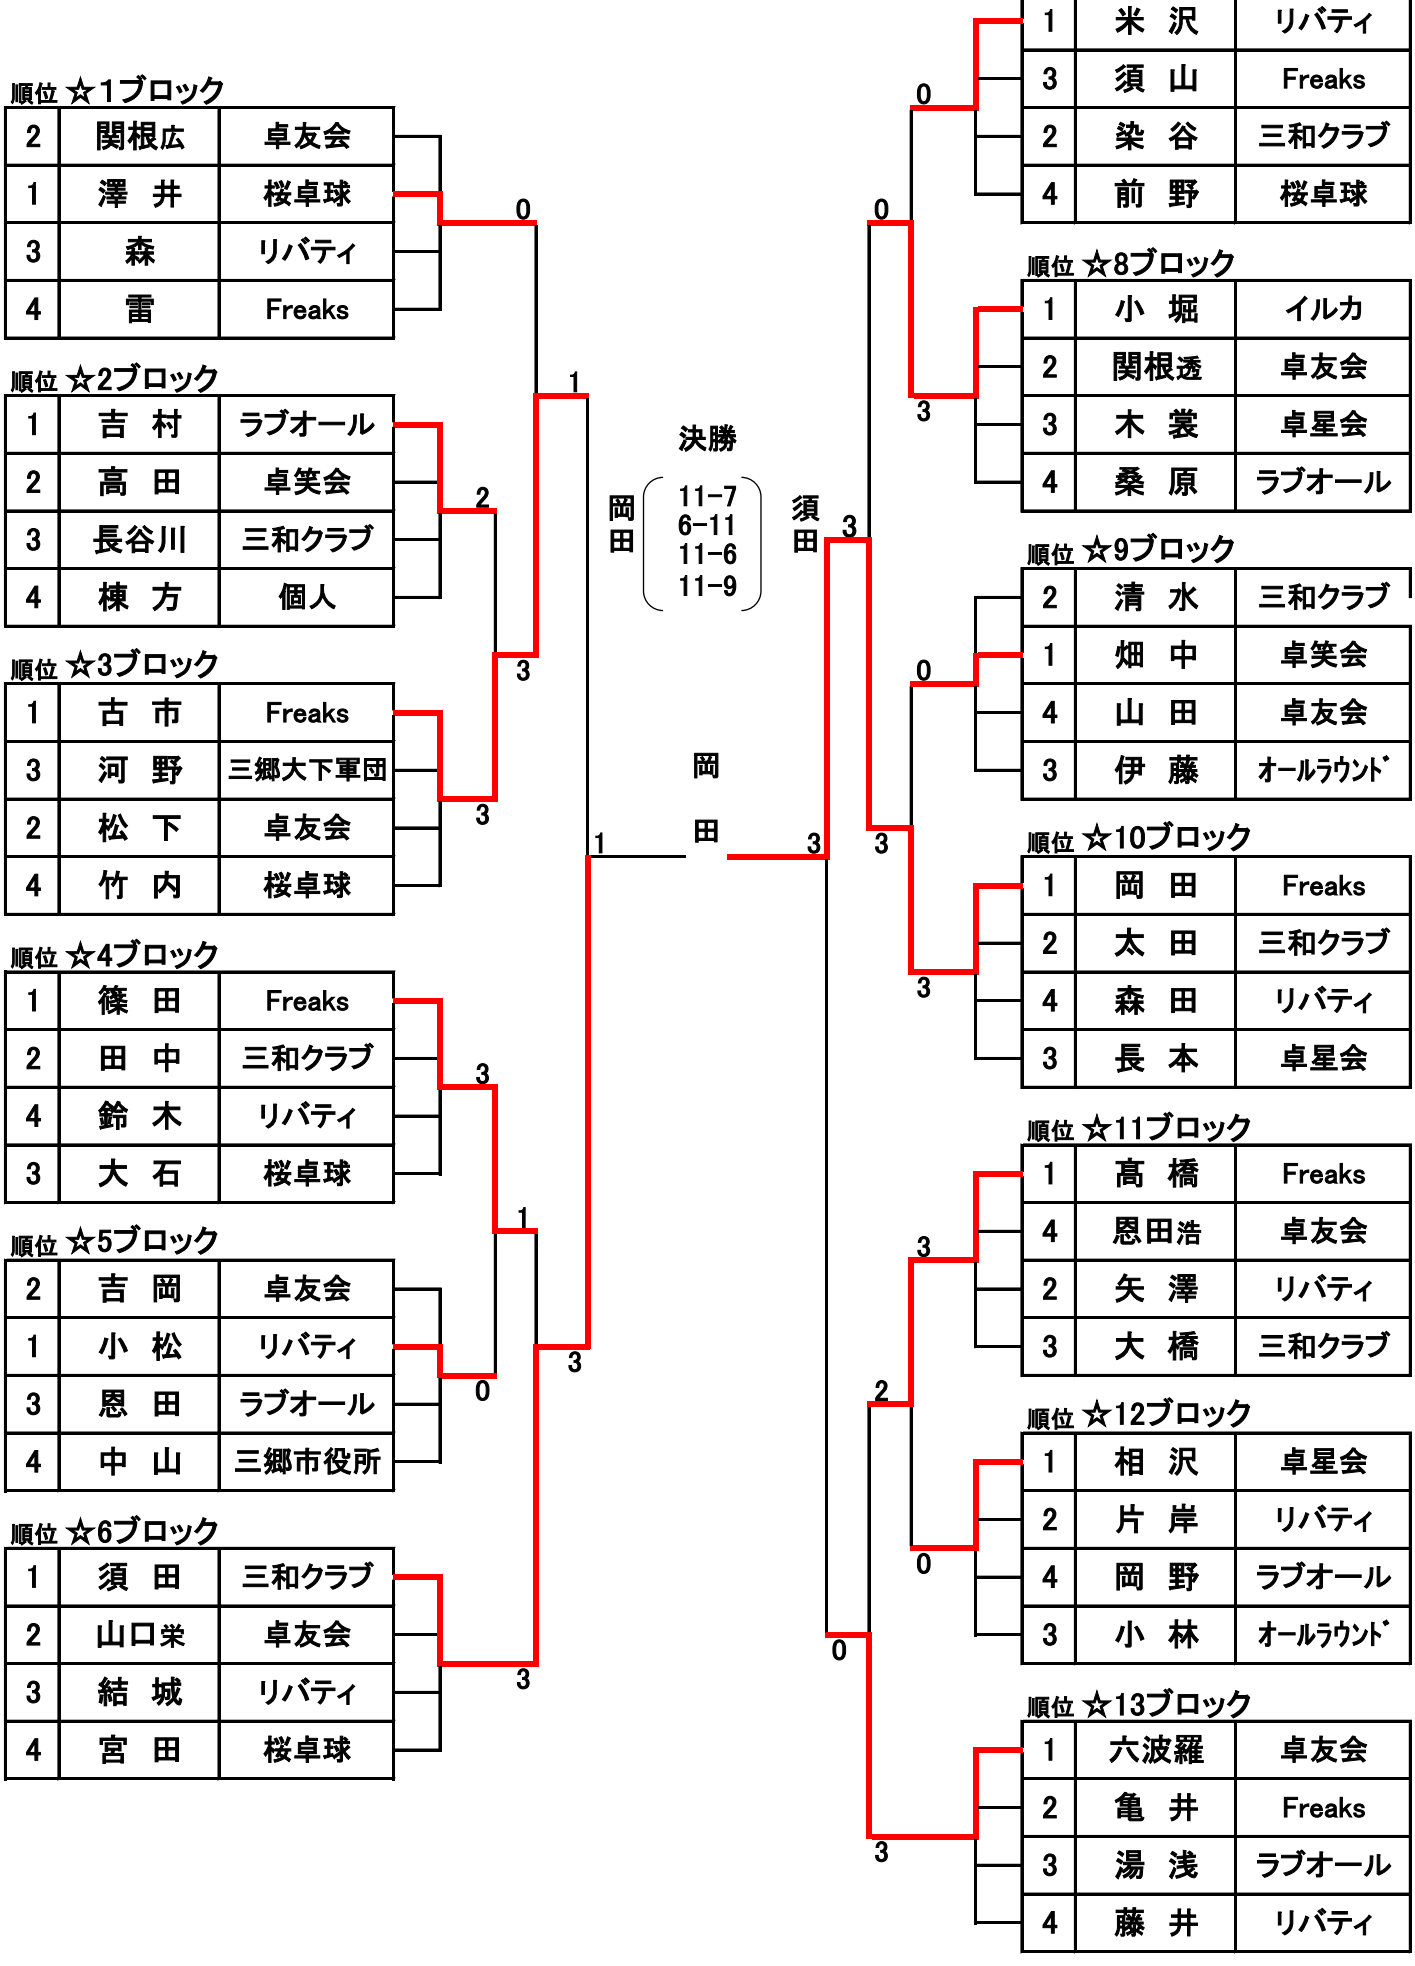 順位 ☆1ブロック
2 関根広 卓友会
1 澤井 桜卓球
3 森 リバティ
4 雷 Freaks
順位 ☆2ブロック
1 吉村 ラブオール
2 高田 卓笑会
3 長谷川 三和クラブ
4 棟方 個人
順位 ☆3ブロック
1 古市 Freaks
3 河野 三郷大下軍団
2 松下 卓友会
4 竹内 桜卓球
順位 ☆4ブロック
1 篠田 Freaks
2 田中 三和クラブ
4 鈴木 リバティ
3 大石 桜卓球
順位 ☆5ブロック
2 吉岡 卓友会
1 小松 リバティ
3 恩田 ラブオール
4 中山 三郷市役所
順位 ☆6ブロック
1 須田 三和クラブ
2 山口栄 卓友会
3 結城 リバティ
4 宮田 桜卓球
0
2
3
3
0
1
3
1
3
1
3
決勝
岡田
11-7
6-11
11-6
11-9
須田
岡田
3
3
0
0
3
2
3
0
3
0
3
3
0
1 米沢 リバティ
3 須山 Freaks
2 染谷 三和クラブ
4 前野 桜卓球
順位 ☆8ブロック
1 小堀 イルカ
2 関根透 卓友会
3 木裳 卓星会
4 桑原 ラブオール
順位 ☆9ブロック
2 清水 三和クラブ
1 畑中 卓笑会
4 山田 卓友会
3 伊藤 オールラウンド
順位 ☆10ブロック
1 岡田 Freaks
2 太田 三和クラブ
4 森田 リバティ
3 長本 卓星会
順位 ☆11ブロック
1 髙橋 Freaks
4 恩田浩 卓友会
2 矢澤 リバティ
3 大橋 三和クラブ
順位 ☆12ブロック
1 相沢 卓星会
2 片岸 リバティ
4 岡野 ラブオール
3 小林 オールラウンド
順位 ☆13ブロック
1 六波羅 卓友会
2 亀井 Freaks
3 湯浅 ラブオール
4 藤井 リバティ